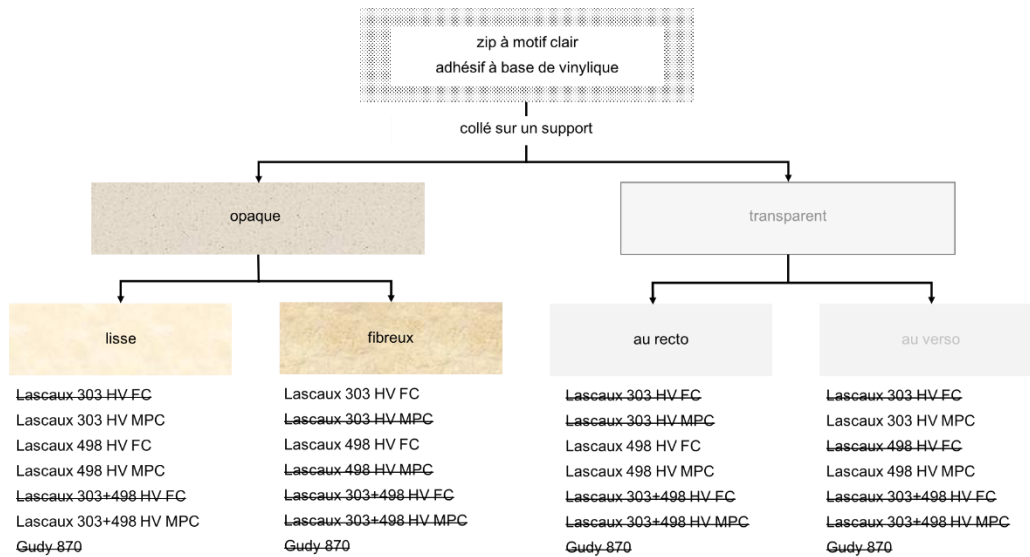 zip à motif clair
adhésif à base de vinylique
collé sur un support
opaque
transparent
lisse
fibreux
au recto
au verso
Lascaux 303 HV FC
Lascaux 303 HV MPC
Lascaux 498 HV FC
Lascaux 498 HV MPC
Lascaux 303+498 HV FC
Lascaux 303+498 HV MPC
Gudy 870
Lascaux 303 HV FC
Lascaux 303 HV MPC
Lascaux 498 HV FC
Lascaux 498 HV MPC
Lascaux 303+498 HV FC
Lascaux 303+498 HV MPC
Gudy 870
Lascaux 303 HV FC
Lascaux 303 HV MPC
Lascaux 498 HV FC
Lascaux 498 HV MPC
Lascaux 303+498 HV FC
Lascaux 303+498 HV MPC
Gudy 870
Lascaux 303 HV FC
Lascaux 303 HV MPC
Lascaux 498 HV FC
Lascaux 498 HV MPC
Lascaux 303+498 HV FC
Lascaux 303+498 HV MPC
Gudy 870